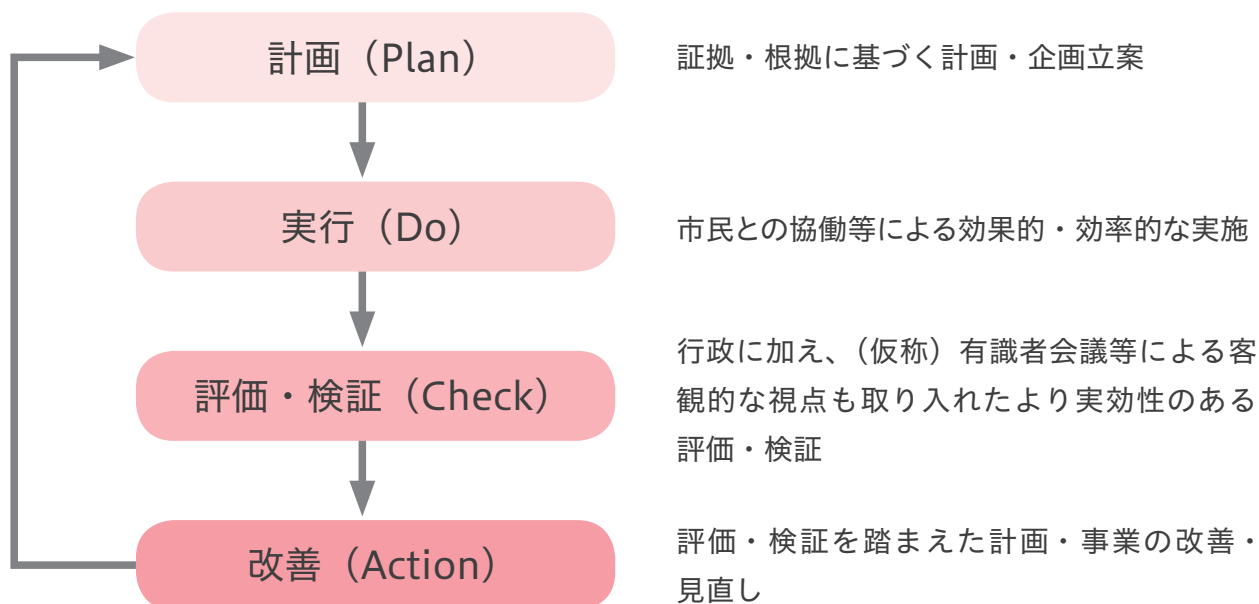 計画（Plan）
証拠・根拠に基づく計画・企画立案
実行（Do）
市民との協働等による効果的・効率的な実施
評価・検証（Check）
行政に加え、（仮称）有識者会議等による客
観的な視点も取り入れたより実効性のある
評価・検証
改善（Action）
評価・検証を踏まえた計画・事業の改善・
見直し